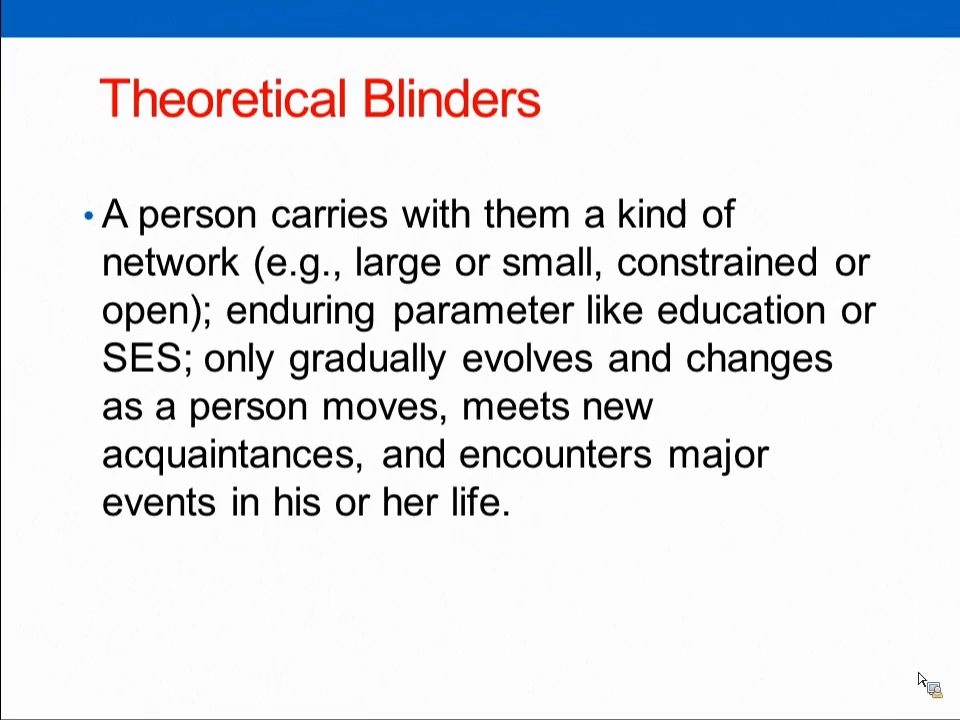 Theoretical Blinders
• A person carries with them a kind of
network (e.g., large or small, constrained or
open); enduring parameter like education or
SES; only gradually evolves and changes
as a person moves, meets new
acquaintances, and encounters major
events in his or her life.